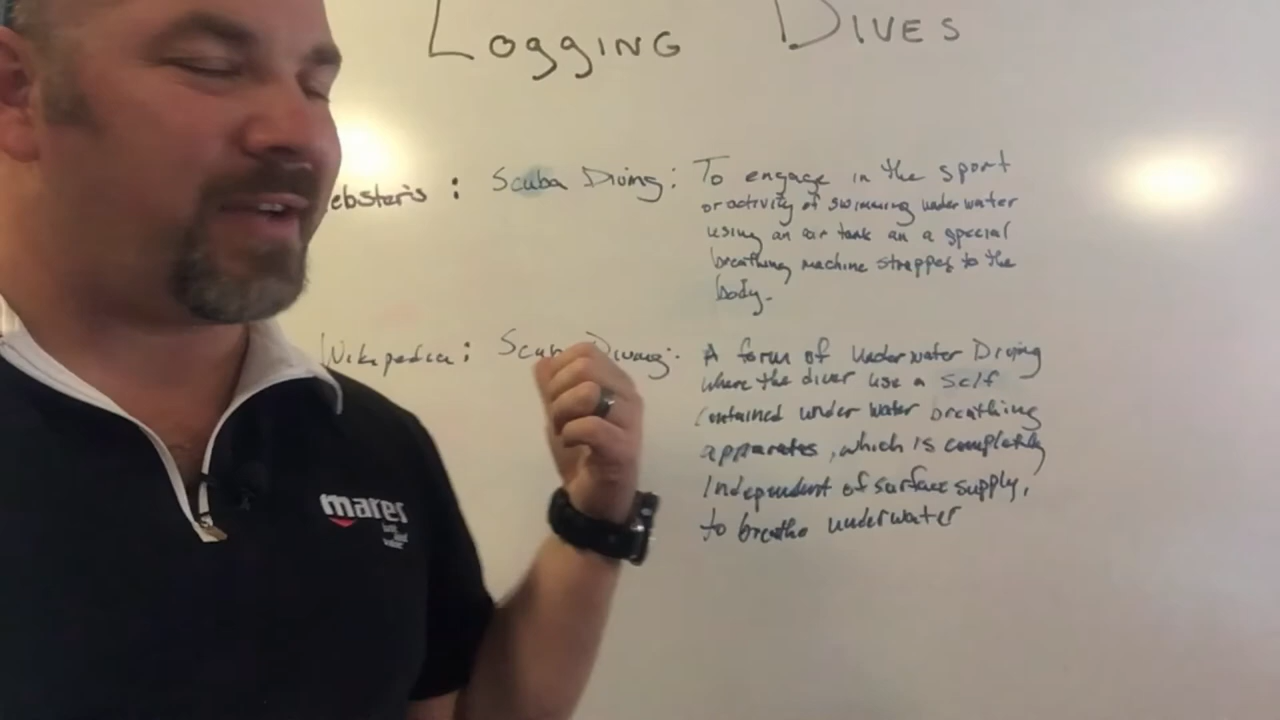 Logging Dives
ebster's : Scuba Diving: To engage in the sport
or activity of swimming under water
using an air tank an a special
breathing machine strapped to the
body.
Wikipedia: Scuba Diving: A form of Underwater Diving
where the diver use a Self
Contained under water breathing
apparates, which is completely
Independent of surface supply,
to breathe underwater
mares